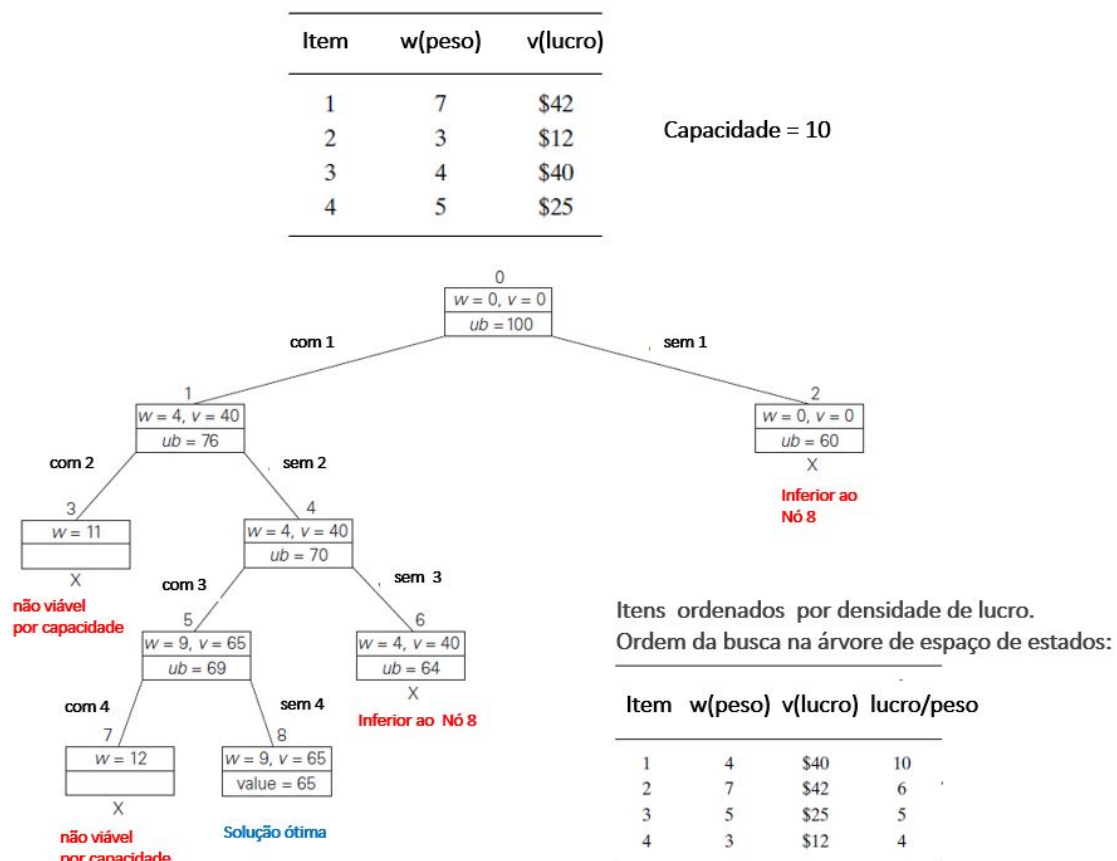 Item w(peso) v(lucro)
1 7 $42
2 3 $12
3 4 $40
4 5 $25
Capacidade = 10
0
w = 0, v = 0
ub = 100
com 1
sem 1
1
w = 4, v = 40
ub = 76
2
w = 0, v = 0
ub = 60
X
Inferior ao
Nó 8
com 2
sem 2
3
w = 11
X
não viável
por capacidade
4
w = 4, v = 40
ub = 70
com 3
sem 3
5
w = 9, v = 65
ub = 69
6
w = 4, v = 40
ub = 64
X
Inferior ao Nó 8
com 4
sem 4
7
w = 12
X
não viável
por capacidade
8
w = 9, v = 65
value = 65
Solução ótima
Itens ordenados por densidade de lucro.
Ordem da busca na árvore de espaço de estados:
Item w(peso) v(lucro) lucro/peso
1 4 $40 10
2 7 $42 6
3 5 $25 5
4 3 $12 4